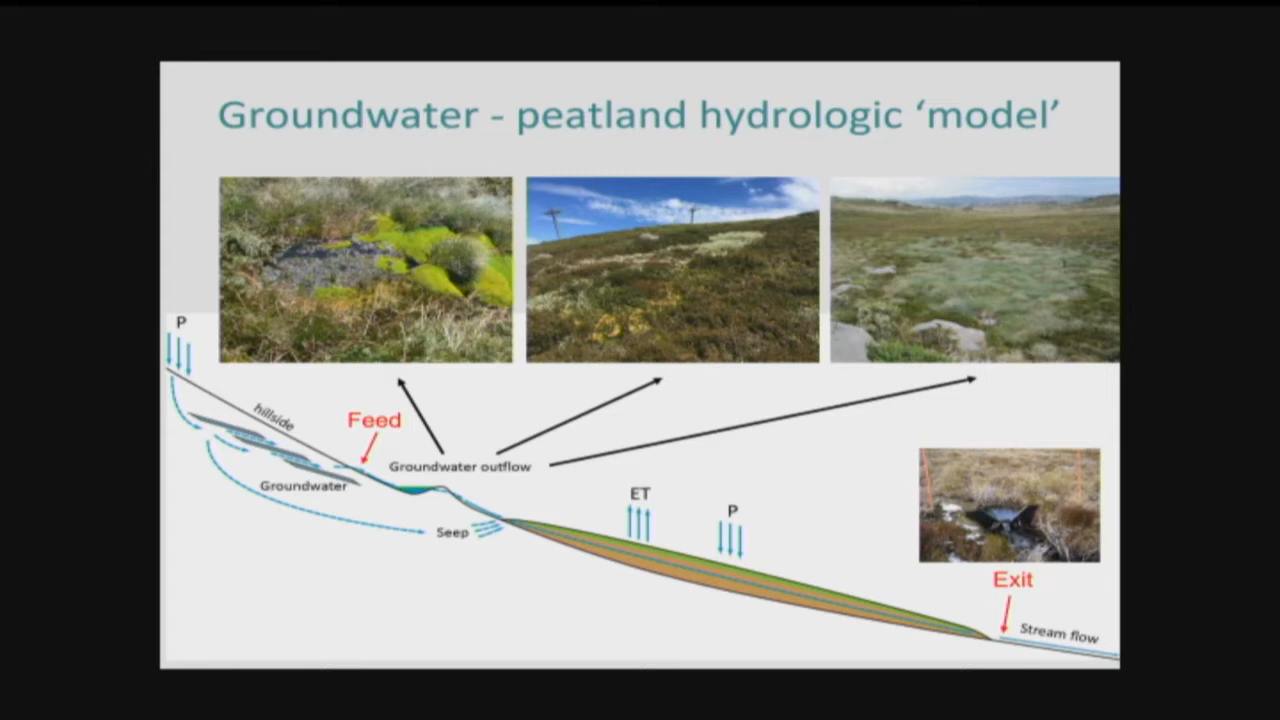 Groundwater - peatland hydrologic ‘model’
P
hillside
Feed
Groundwater outflow
Groundwater
Seep
ET
P
Exit
Stream flow